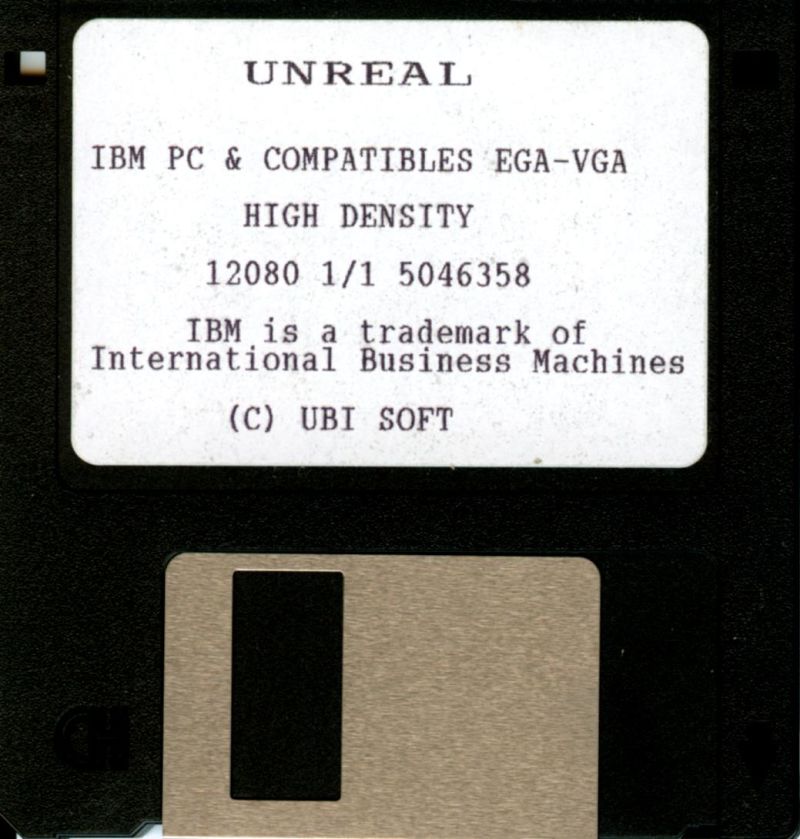 UNREAL
IBM PC & COMPATIBLES EGA-VGA
HIGH DENSITY
12080 1/1 5046358
IBM is a trademark of
International Business Machines
(C) UBI SOFT
HD